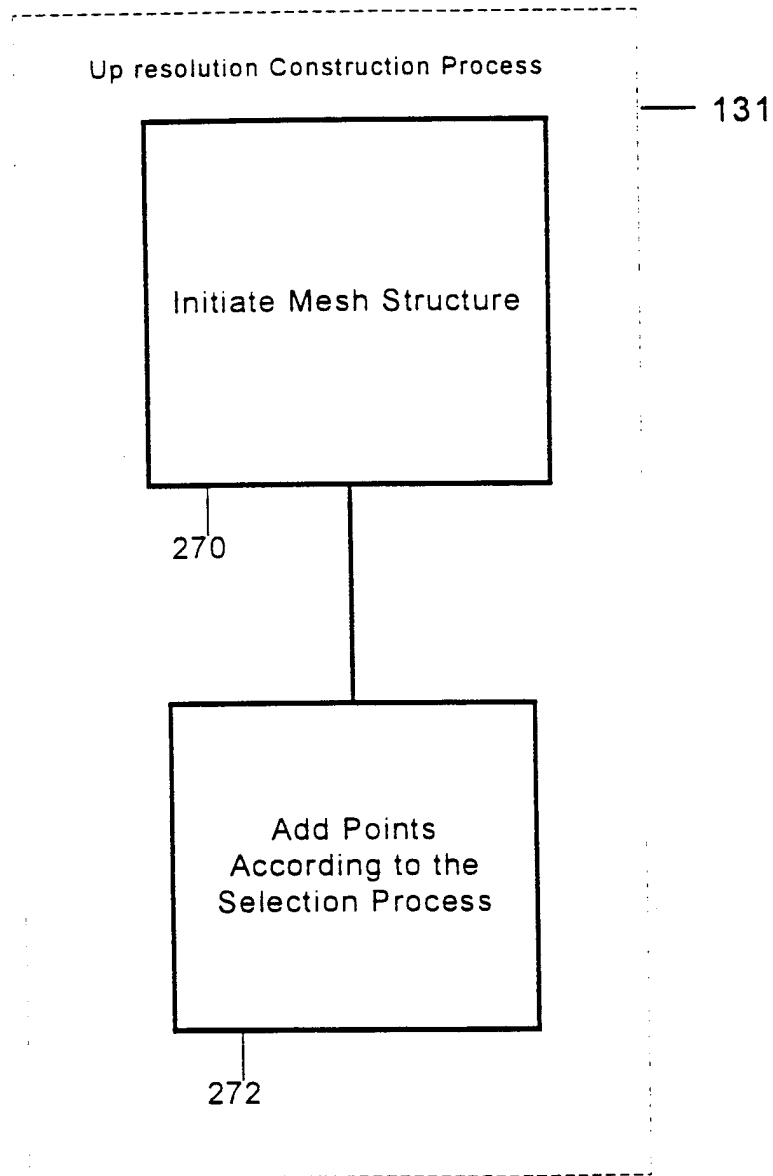 Up resolution Construction Process
131
Initiate Mesh Structure
270
Add Points
According to the
Selection Process
272